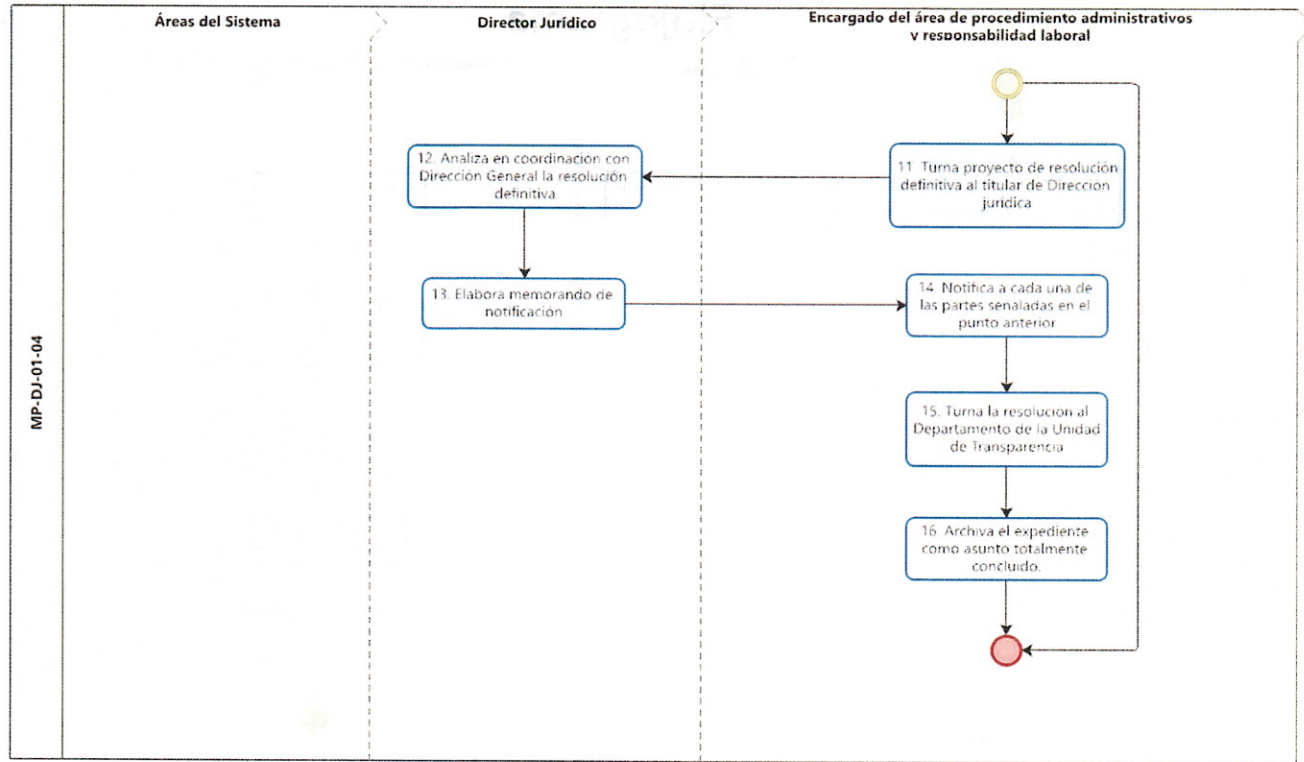 Áreas del Sistema
Director Jurídico
Encargado del área de procedimiento administrativos
y responsabilidad laboral
MP-DJ-01-04
11. Turna proyecto de resolución
definitiva al titular de Dirección
jurídica
12. Analiza en coordinación con
Dirección General la resolución
definitiva
13. Elabora memorando de
notificación
14. Notifica a cada una de
las partes senaladas en el
punto anterior
15. Turna la resolución al
Departamento de la Unidad
de Transparencia
16. Archiva el expediente
como asunto totalmente
concluido.